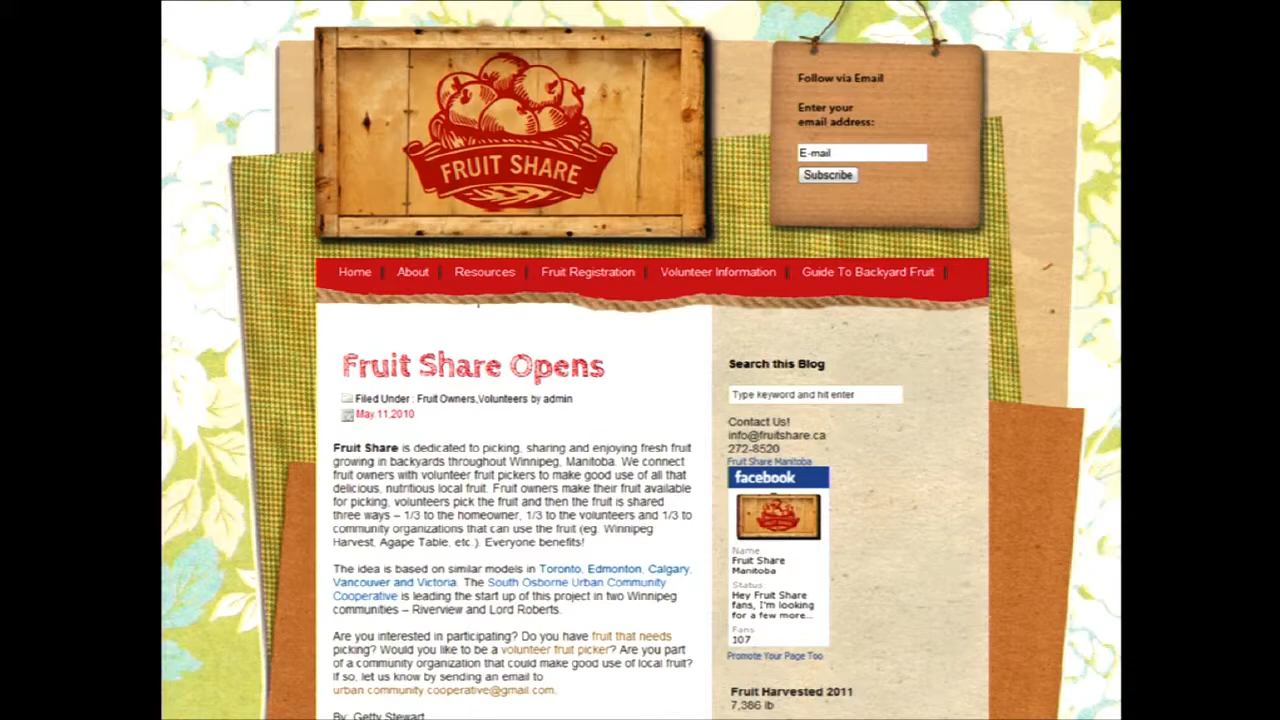 FRUIT SHARE
Follow via Email
Enter your
email address:
E-mail
Subscribe
Home
About
Resources
Fruit Registration
Volunteer Information
Guide To Backyard Fruit
Fruit Share Opens
Filed Under : Fruit Owners,Volunteers by admin
May.11,2010
Fruit Share is dedicated to picking, sharing and enjoying fresh fruit
growing in backyards throughout Winnipeg, Manitoba. We connect
fruit owners with volunteer fruit pickers to make good use of all that
delicious, nutritious local fruit. Fruit owners make their fruit available
for picking, volunteers pick the fruit and then the fruit is shared
three ways – 1/3 to the homeowner, 1/3 to the volunteers and 1/3 to
community organizations that can use the fruit (eg. Winnipeg
Harvest, Agape Table, etc.). Everyone benefits!
The idea is based on similar models in Toronto, Edmonton, Calgary,
Vancouver and Victoria. The South Osborne Urban Community
Cooperative is leading the start up of this project in two Winnipeg
communities – Riverview and Lord Roberts.
Are you interested in participating? Do you have fruit that needs
picking? Would you like to be a volunteer fruit picker? Are you part
of a community organization that could make good use of local fruit?
If so, let us know by sending an email to
urban.community.cooperative@gmail.com.
By: Getty Stewart
Search this Blog
Type keyword and hit enter
Contact Us!
info@fruitshare.ca
272-8520
Fruit Share Manitoba
facebook
FRUIT SHARE
Name
Fruit Share
Manitoba
Status
Hey Fruit Share
fans, I'm looking
for a few more...
Fans
107
Promote Your Page Too
Fruit Harvested 2011
7,386 lb